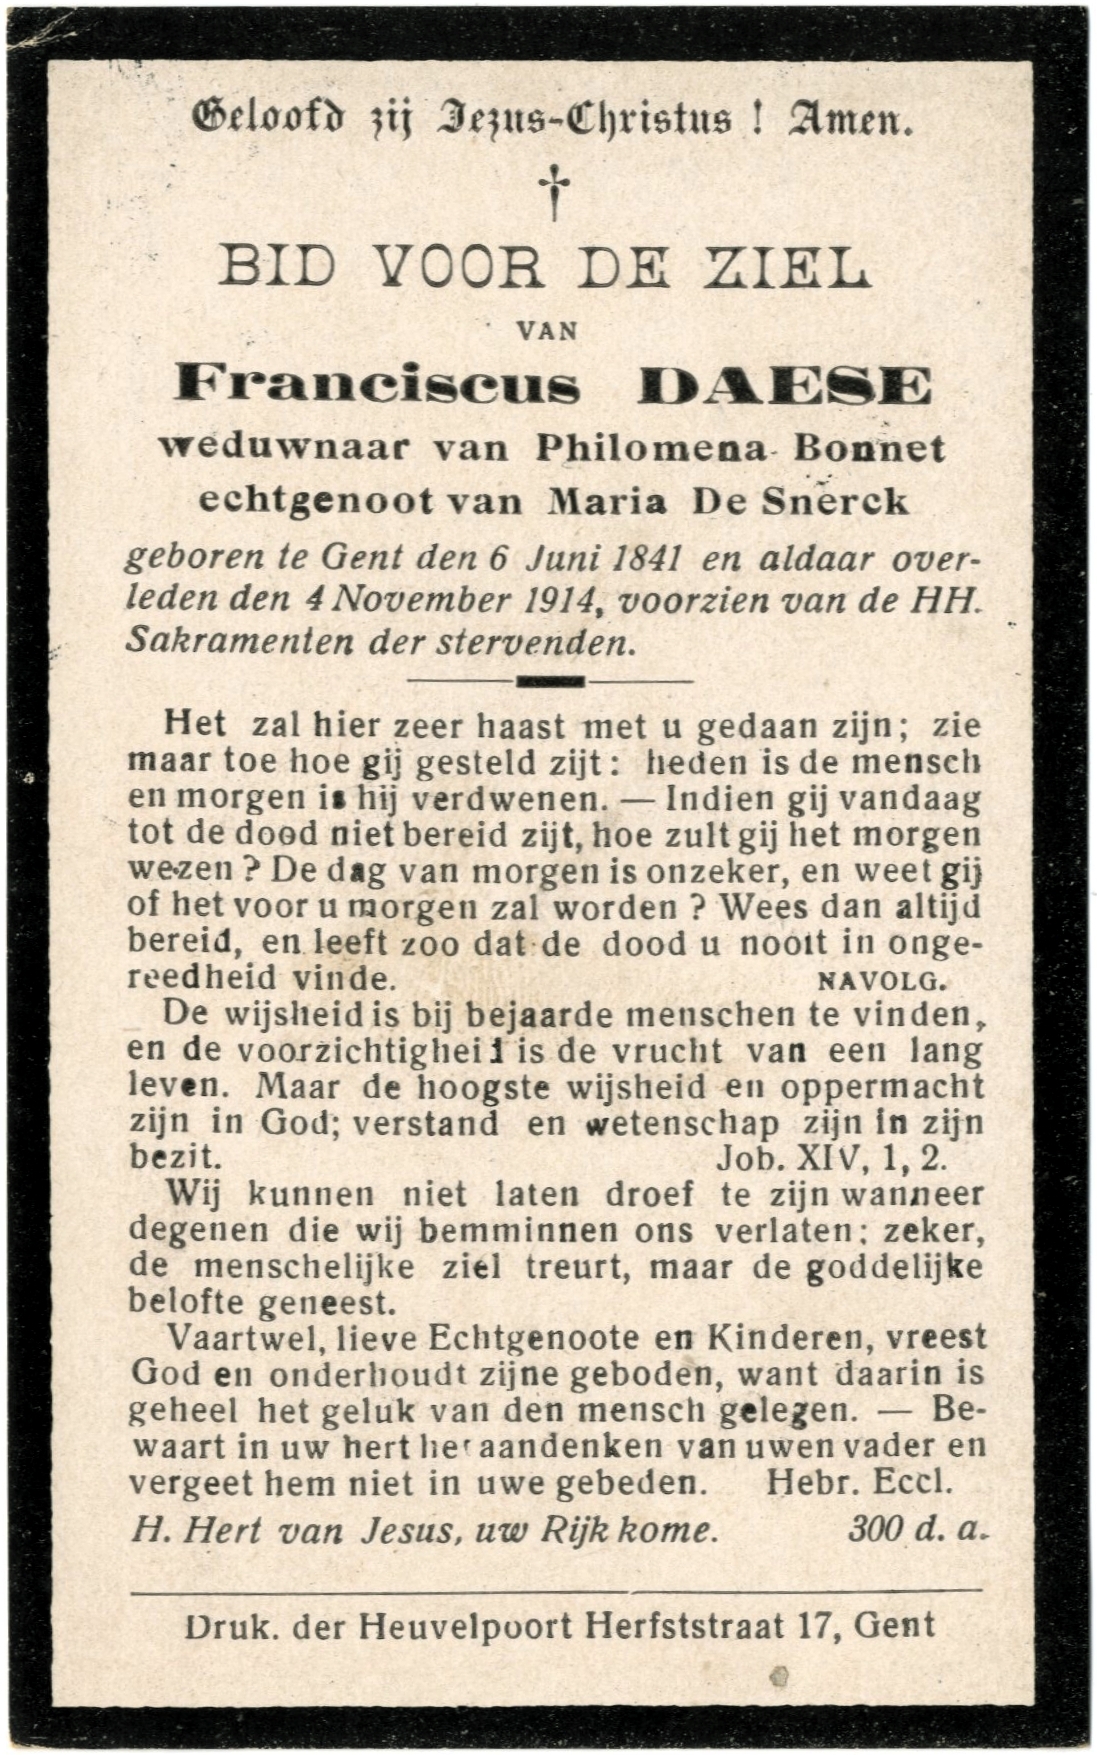 Geloofd zij Jezus-Christus ! Amen.
†
BID VOOR DE ZIEL
VAN
Franciscus DAESE
weduwnaar van Philomena Bonnet
echtgenoot van Maria De Snerck
geboren te Gent den 6 Juni 1841 en aldaar over-
leden den 4 November 1914, voorzien van de HH.
Sakramenten der stervenden.
Het zal hier zeer haast met u gedaan zijn; zie
maar toe hoe gij gesteld zijt: heden is de mensch
en morgen is hij verdwenen. — Indien gij vandaag
tot de dood niet bereid zijt, hoe zult gij het morgen
wezen ? De dag van morgen is onzeker, en weet gij
of het voor u morgen zal worden ? Wees dan altijd
bereid, en leeft zoo dat de dood u nooit in onge-
reedheid vinde. NAVOLG.
De wijsheid is bij bejaarde menschen te vinden,
en de voorzichtigheid is de vrucht van een lang
leven. Maar de hoogste wijsheid en oppermacht
zijn in God; verstand en wetenschap zijn in zijn
bezit. Job. XIV, 1, 2.
Wij kunnen niet laten droef te zijn wanneer
degenen die wij bemminnen ons verlaten; zeker,
de menschelijke ziel treurt, maar de goddelijke
belofte geneest.
Vaartwel, lieve Echtgenoote en Kinderen, vreest
God en onderhoudt zijne geboden, want daarin is
geheel het geluk van den mensch gelegen. — Be-
waart in uw hert het aandenken van uwen vader en
vergeet hem niet in uwe gebeden. Hebr. Eccl.
H. Hert van Jesus, uw Rijk kome. 300 d. a.
Druk. der Heuvelpoort Herfststraat 17, Gent